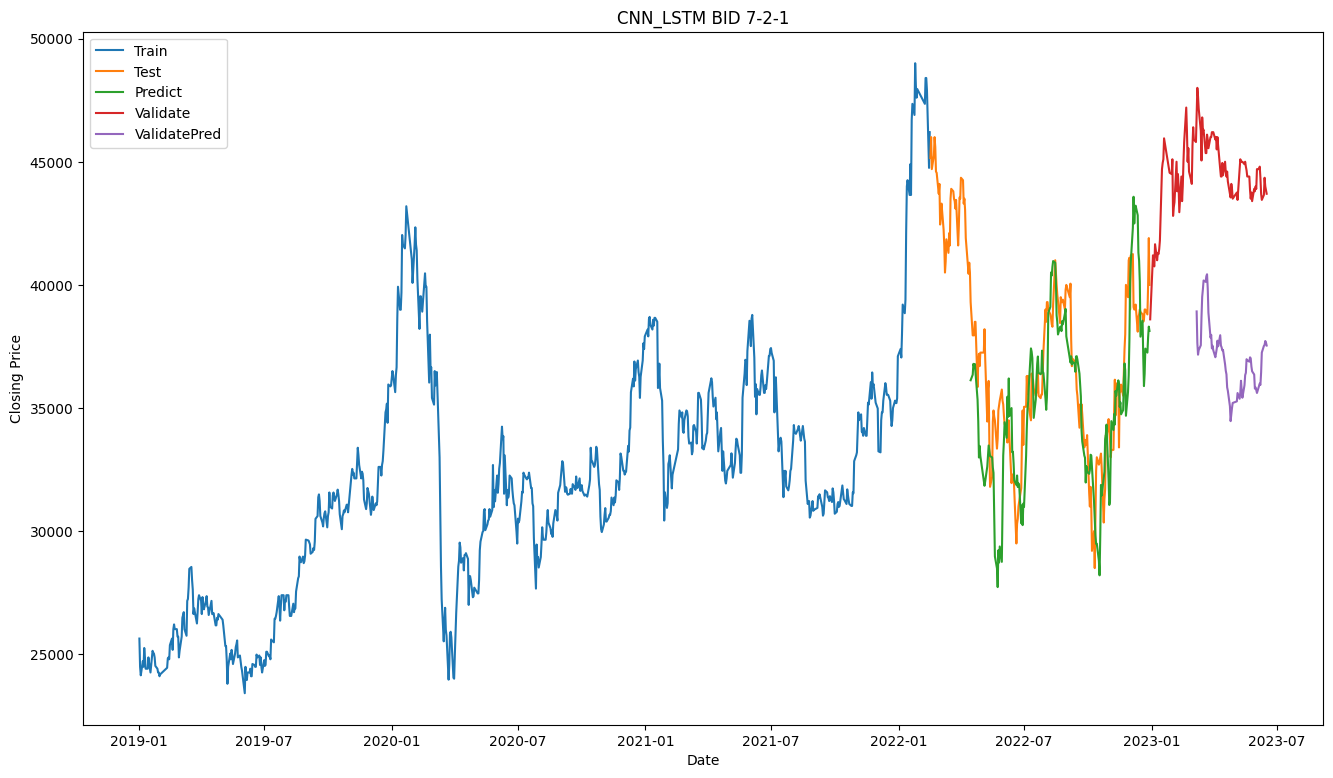 CNN_LSTM BID 7-2-1
50000
45000
40000
35000
30000
25000
Closing Price
Train
Test
Predict
Validate
ValidatePred
2019-01
2019-07
2020-01
2020-07
2021-01
2021-07
2022-01
2022-07
2023-01
2023-07
Date